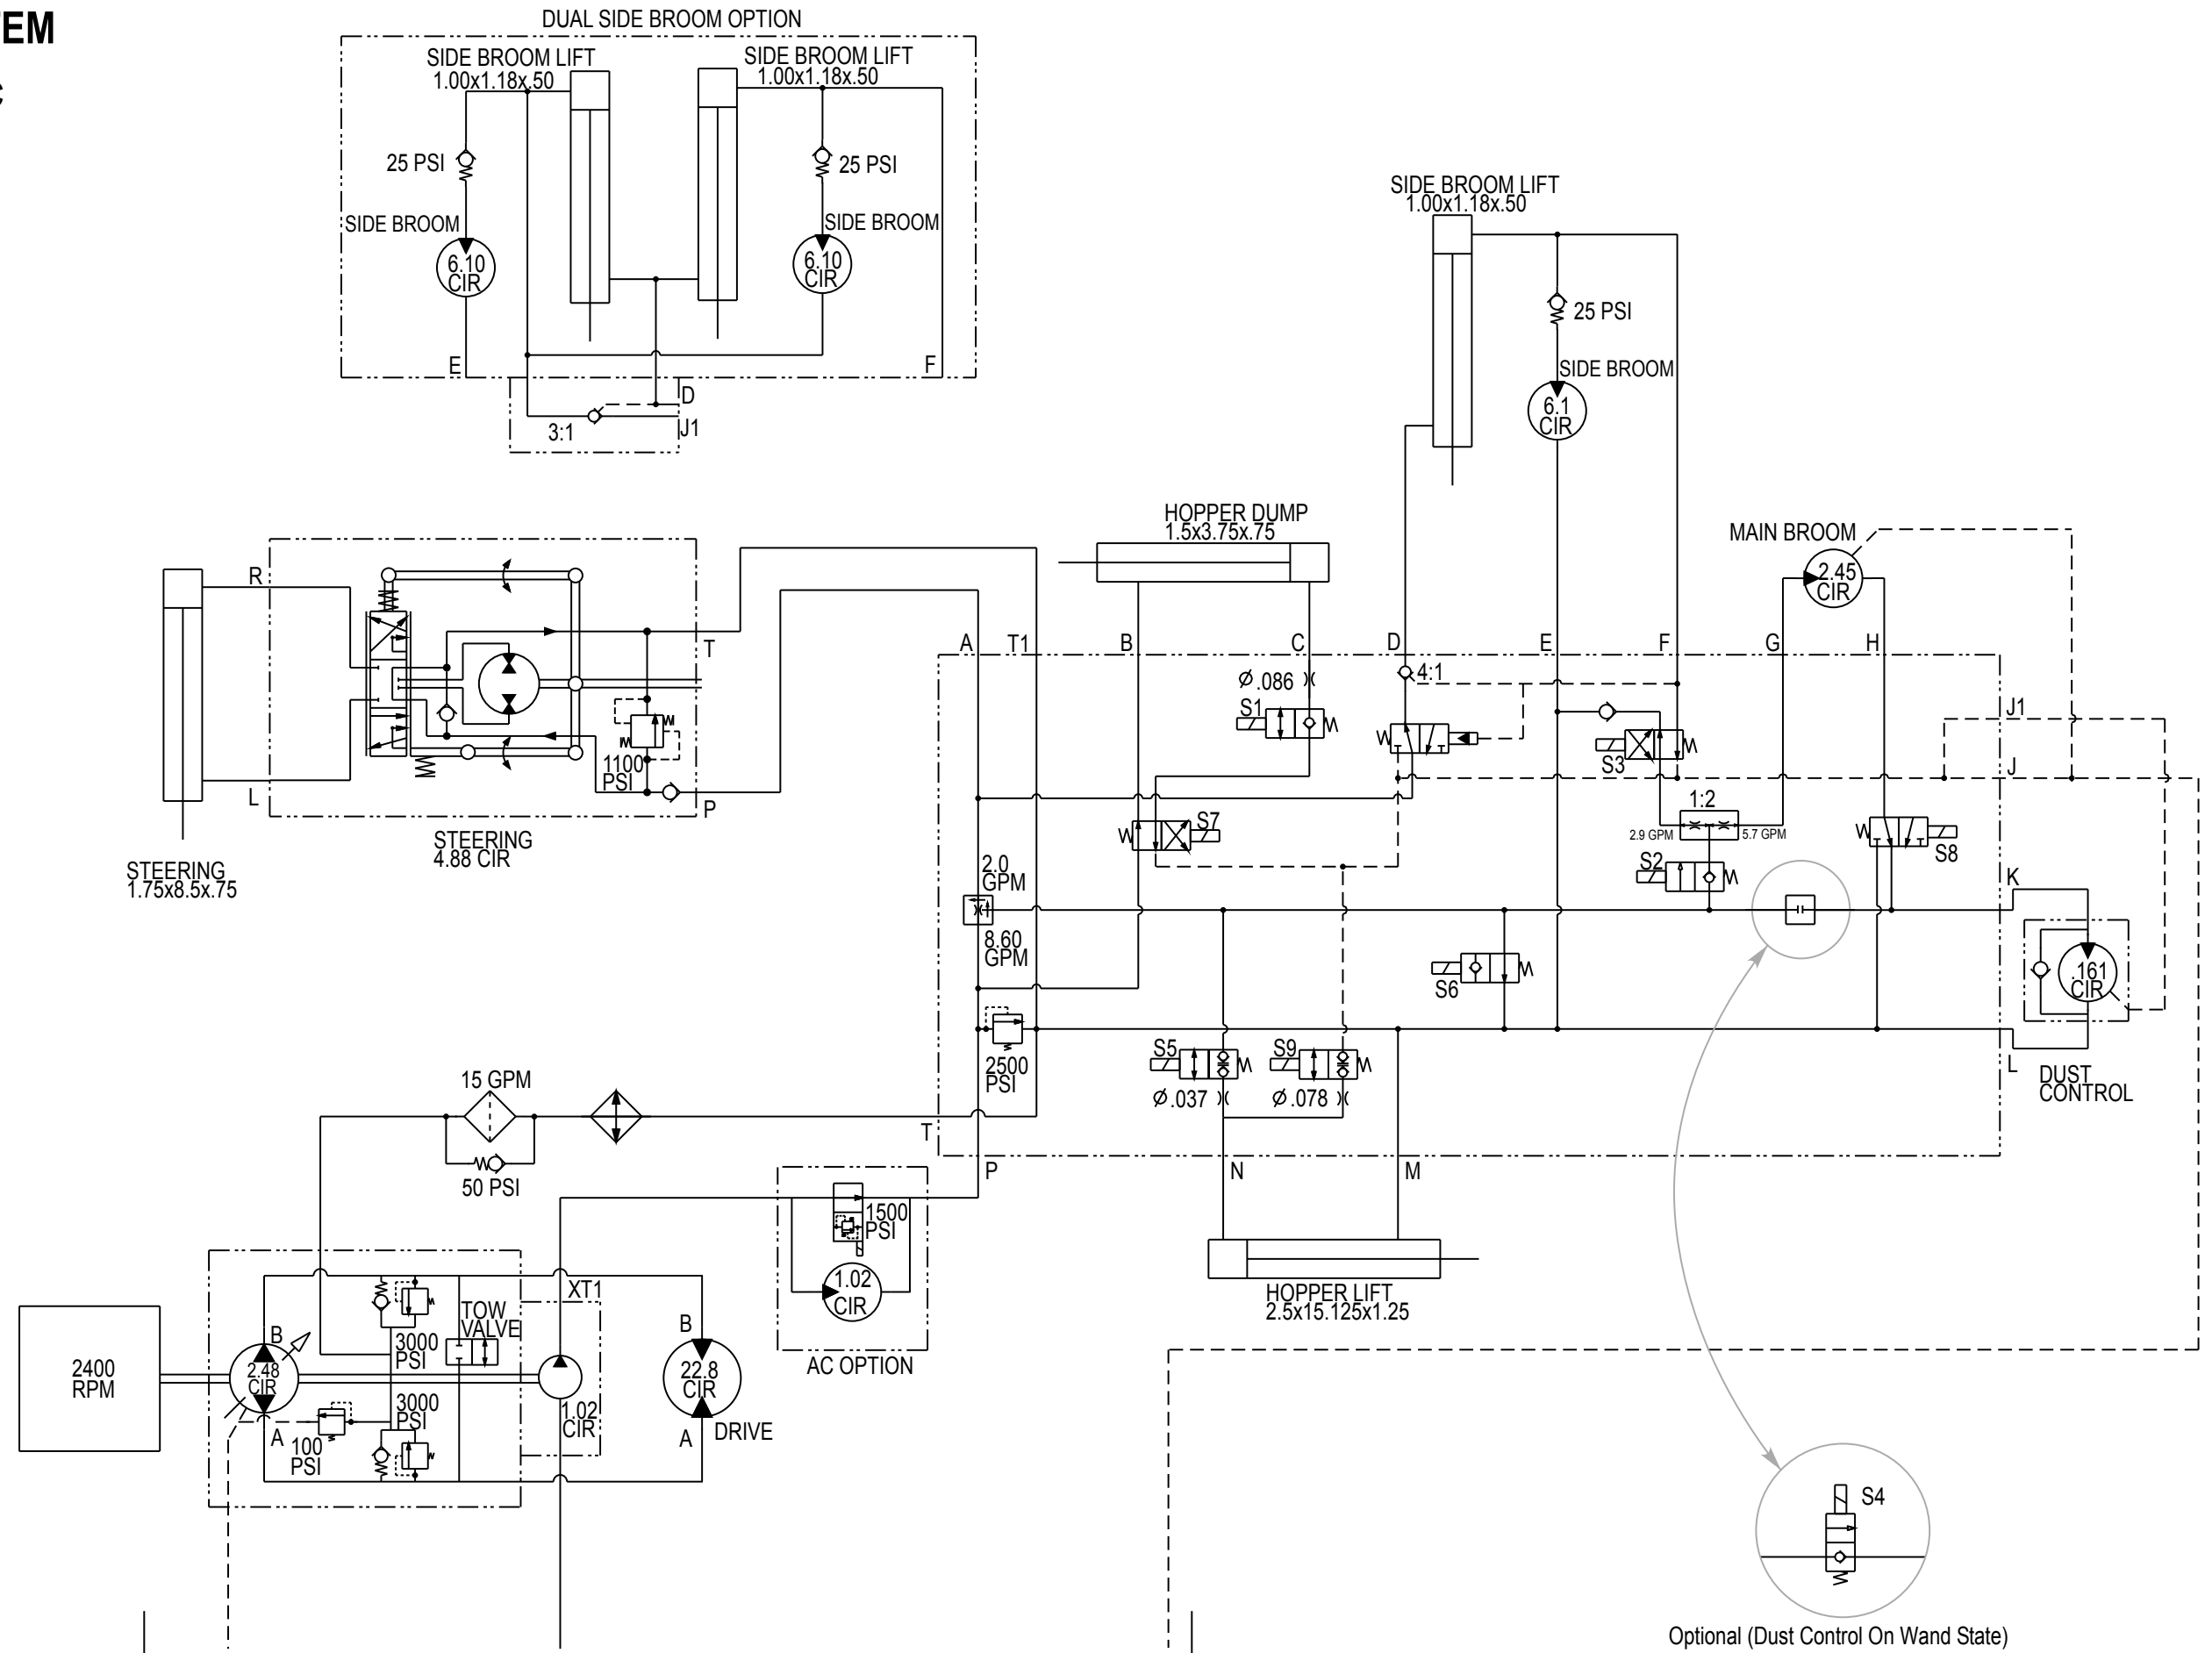 TEM
C
DUAL SIDE BROOM OPTION
SIDE BROOM LIFT
1.00x1.18x.50
SIDE BROOM LIFT
1.00x1.18x.50
25 PSI
25 PSI
SIDE BROOM
SIDE BROOM
6.10
CIR
6.10
CIR
E
F
D
J1
3:1
SIDE BROOM LIFT
1.00x1.18x.50
25 PSI
SIDE BROOM
6.1
CIR
HOPPER DUMP
1.5x3.75x.75
MAIN BROOM
2.45
CIR
R
L
T
P
1100
PSI
STEERING
4.88 CIR
STEERING
1.75x8.5x.75
A
T1
B
C
D
E
F
G
H
Ø.086
4:1
S1
S3
J1
J
1:2
2.9 GPM
5.7 GPM
S7
S8
S2
2.0
GPM
8.60
GPM
K
S6
.161
CIR
2500
PSI
S5
S9
Ø.037
Ø.078
L
DUST
CONTROL
15 GPM
50 PSI
T
P
N
M
1500
PSI
1.02
CIR
AC OPTION
HOPPER LIFT
2.5x15.125x1.25
XT1
TOW
VALVE
B
3000
PSI
2.48
CIR
3000
PSI
A
100
PSI
1.02
CIR
B
22.8
CIR
A
DRIVE
2400
RPM
S4
Optional (Dust Control On Wand State)